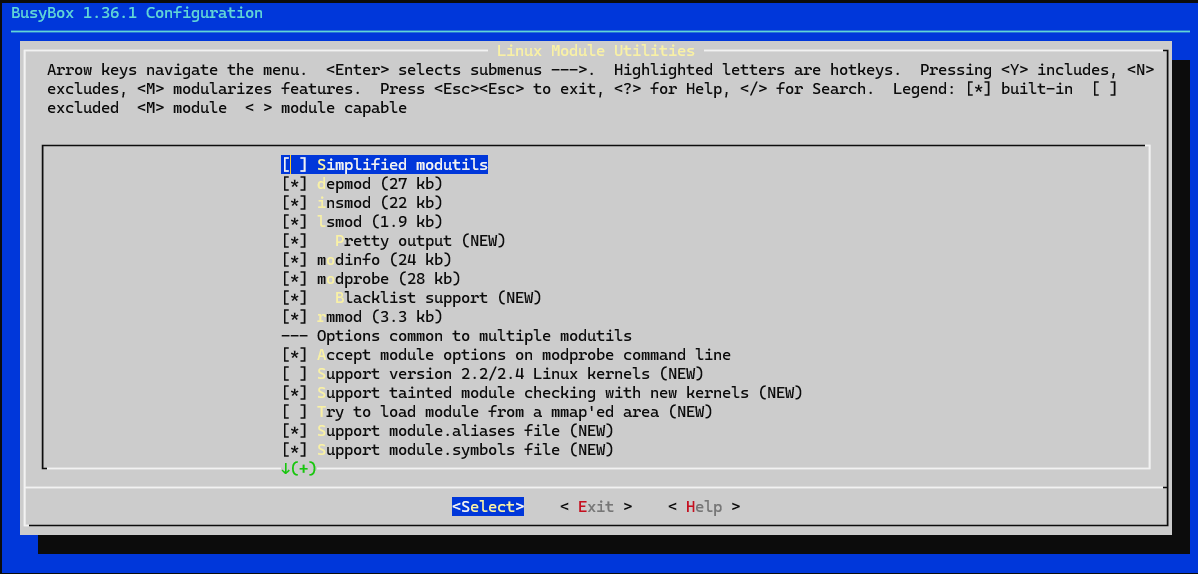 BusyBox 1.36.1 Configuration
Linux Module Utilities
Arrow keys navigate the menu.  <Enter> selects submenus --->.  Highlighted letters are hotkeys.  Pressing <Y> includes, <N>
excludes, <M> modularizes features.  Press <Esc><Esc> to exit, <?> for Help, </> for Search.  Legend: [*] built-in  [ ]
excluded  <M> module  < > module capable
[ ] Simplified modutils
[*] depmod (27 kb)
[*] insmod (22 kb)
[*] lsmod (1.9 kb)
[*]   Pretty output (NEW)
[*] modinfo (24 kb)
[*] modprobe (28 kb)
[*]   Blacklist support (NEW)
[*] rmmod (3.3 kb)
--- Options common to multiple modutils
[*] Accept module options on modprobe command line
[ ] Support version 2.2/2.4 Linux kernels (NEW)
[*] Support tainted module checking with new kernels (NEW)
[ ] Try to load module from a mmap'ed area (NEW)
[*] Support module.aliases file (NEW)
[*] Support module.symbols file (NEW)
↓(+)
<Select>    < Exit >    < Help >